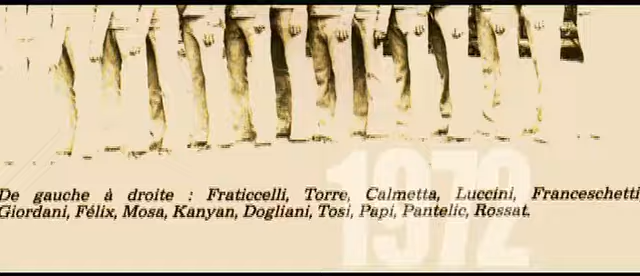 De gauche à droite : Fraticcelli, Torre, Calmetta, Luccini, Franceschetti,
Giordani, Félix, Mosa, Kanyan, Dogliani, Tosi, Papi, Pantelic, Rossat.
1972